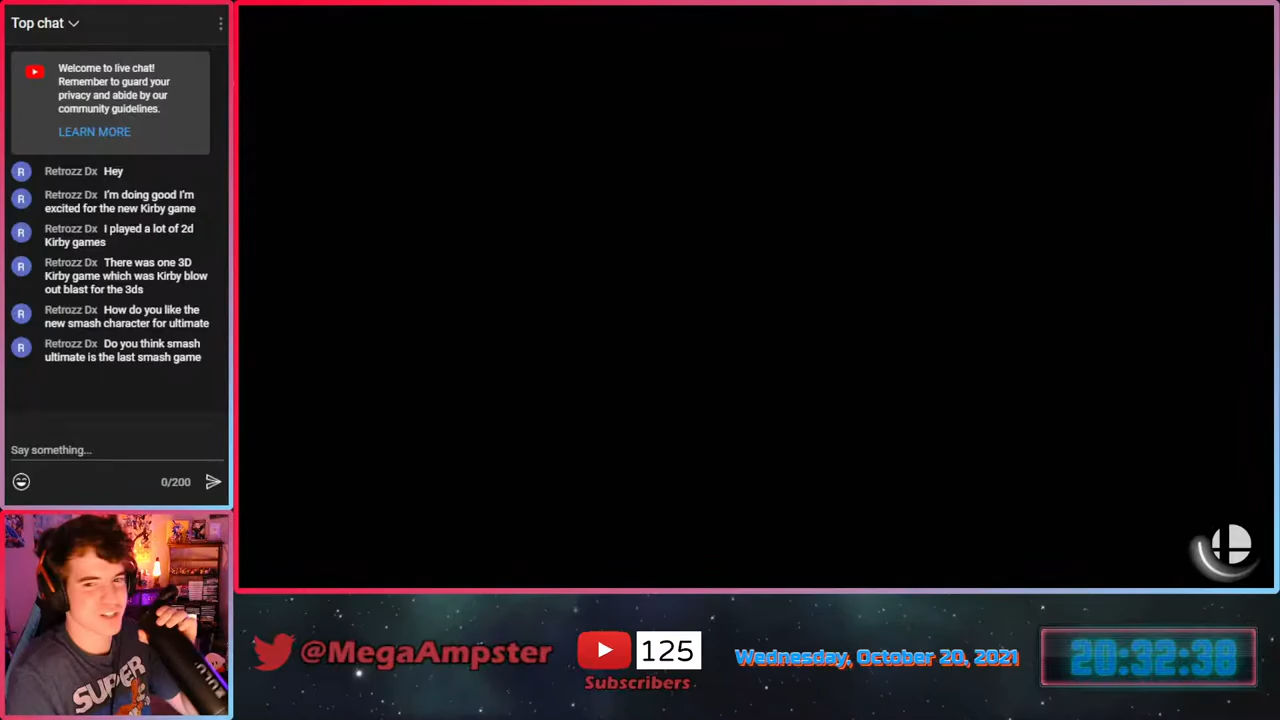 Top chat
Welcome to live chat!
Remember to guard your
privacy and abide by our
community guidelines.
LEARN MORE
R Retrozz Dx Hey
R Retrozz Dx I'm doing good I'm
excited for the new Kirby game
R Retrozz Dx I played a lot of 2d
Kirby games
R Retrozz Dx There was one 3D
Kirby game which was Kirby blow
out blast for the 3ds
R Retrozz Dx How do you like the
new smash character for ultimate
R Retrozz Dx Do you think smash
ultimate is the last smash game
Say something...
0/200
SUPER
@MegaAmpster
125
Subscribers
Wednesday, October 20, 2021
20:32:38